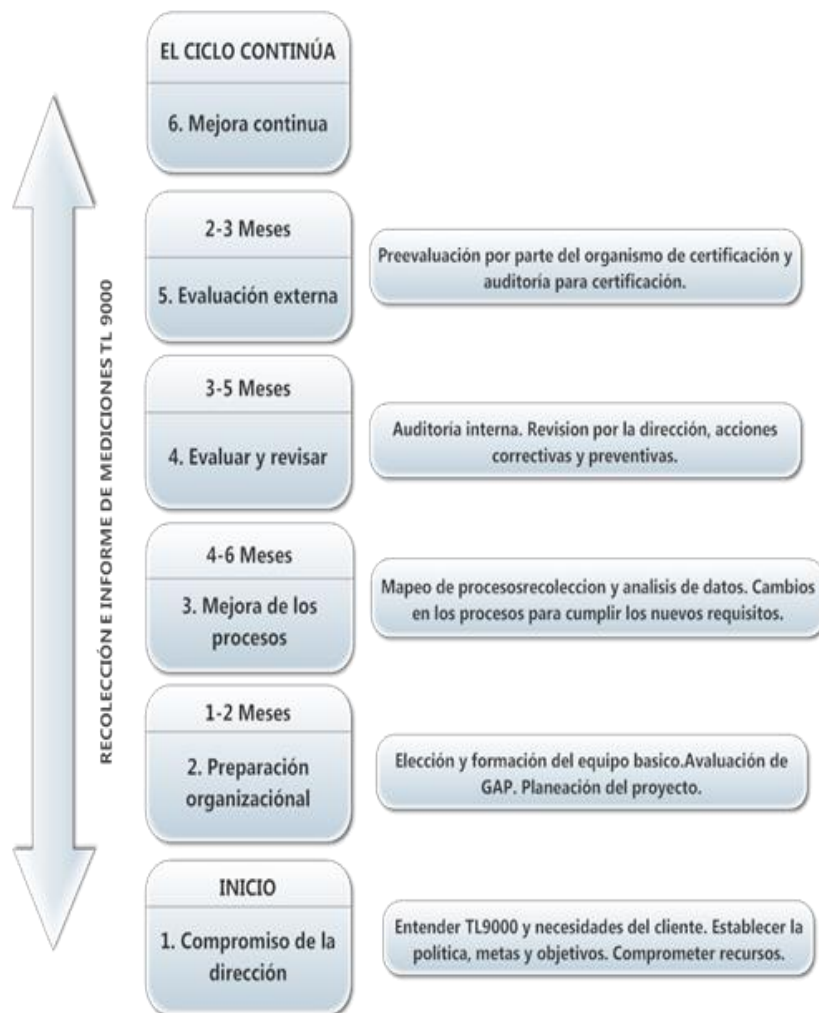 EL CICLO CONTINÚA
6. Mejora continua
2-3 Meses
5. Evaluación externa
Preevaluación por parte del organismo de certificación y
auditoría para certificación.
3-5 Meses
4. Evaluar y revisar
Auditoría interna. Revision por la dirección, acciones
correctivas y preventivas.
4-6 Meses
3. Mejora de los
procesos
Mapeo de procesosrecoleccion y analisis de datos. Cambios
en los procesos para cumplir los nuevos requisitos.
1-2 Meses
2. Preparación
organizaciónal
Elección y formación del equipo basico.Avaluación de
GAP. Planeación del proyecto.
INICIO
1. Compromiso de la
dirección
Entender TL9000 y necesidades del cliente. Establecer la
política, metas y objetivos. Comprometer recursos.
RECOLECCIÓN E INFORME DE MEDICIONES TL 9000